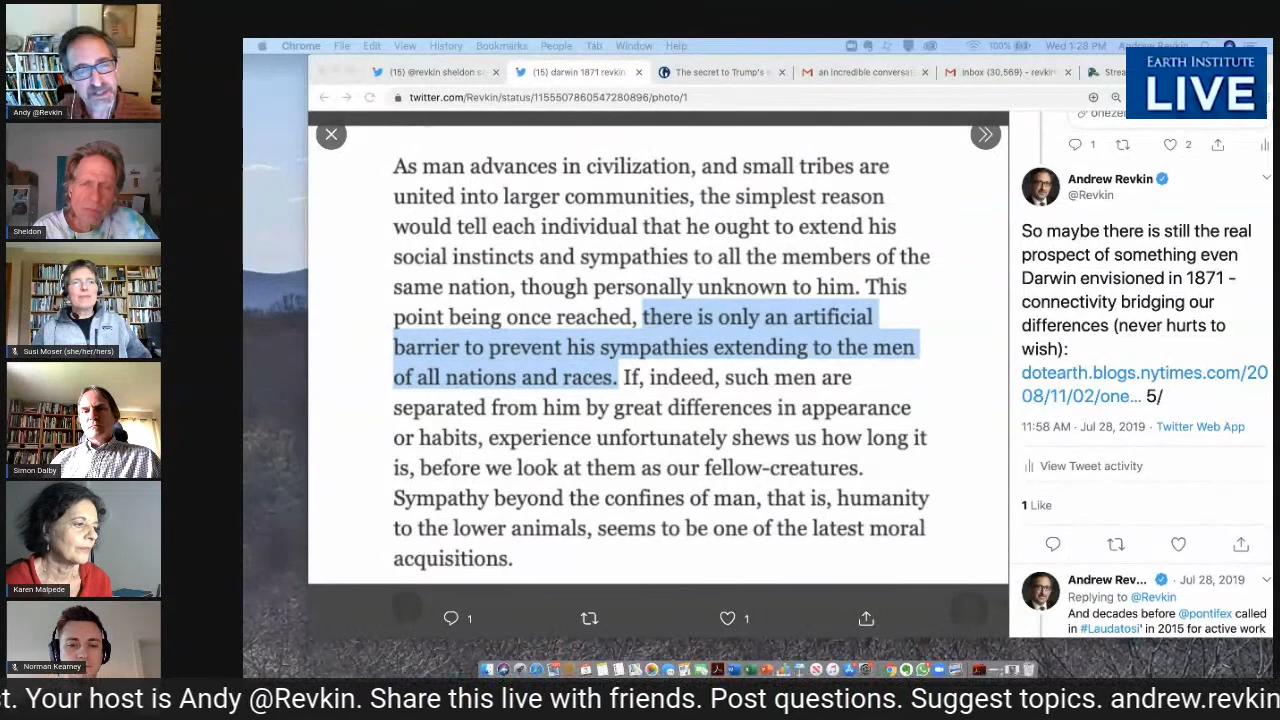 Andy @Revkin
Sheldon
Susi Moser (she/her/hers)
Simon Dalby
Karen Malpede
Norman Kearney
Chrome File Edit View History Bookmarks People Tab Window Help
100% Wed 1:28 PM Andrew Revkin
(15) @revkin sheldon s
(15) darwin 1871 revkin
The secret to Trump's
an incredible conversat
Inbox (30,569) - revkin
Stre
twitter.com/Revkin/status/1155507860547280896/photo/1
EARTH INSTITUTE
LIVE
As man advances in civilization, and small tribes are
united into larger communities, the simplest reason
would tell each individual that he ought to extend his
social instincts and sympathies to all the members of the
same nation, though personally unknown to him. This
point being once reached, there is only an artificial
barrier to prevent his sympathies extending to the men
of all nations and races. If, indeed, such men are
separated from him by great differences in appearance
or habits, experience unfortunately shews us how long it
is, before we look at them as our fellow-creatures.
Sympathy beyond the confines of man, that is, humanity
to the lower animals, seems to be one of the latest moral
acquisitions.
1 1
onezer
1 2
Andrew Revkin
@Revkin
So maybe there is still the real
prospect of something even
Darwin envisioned in 1871 -
connectivity bridging our
differences (never hurts to
wish):
dotearth.blogs.nytimes.com/20
08/11/02/one... 5/
11:58 AM · Jul 28, 2019 · Twitter Web App
View Tweet activity
1 Like
Andrew Rev... · Jul 28, 2019
Replying to @Revkin
And decades before @pontifex called
in #Laudatosi' in 2015 for active work
t. Your host is Andy @Revkin. Share this live with friends. Post questions. Suggest topics. andrew.revkin